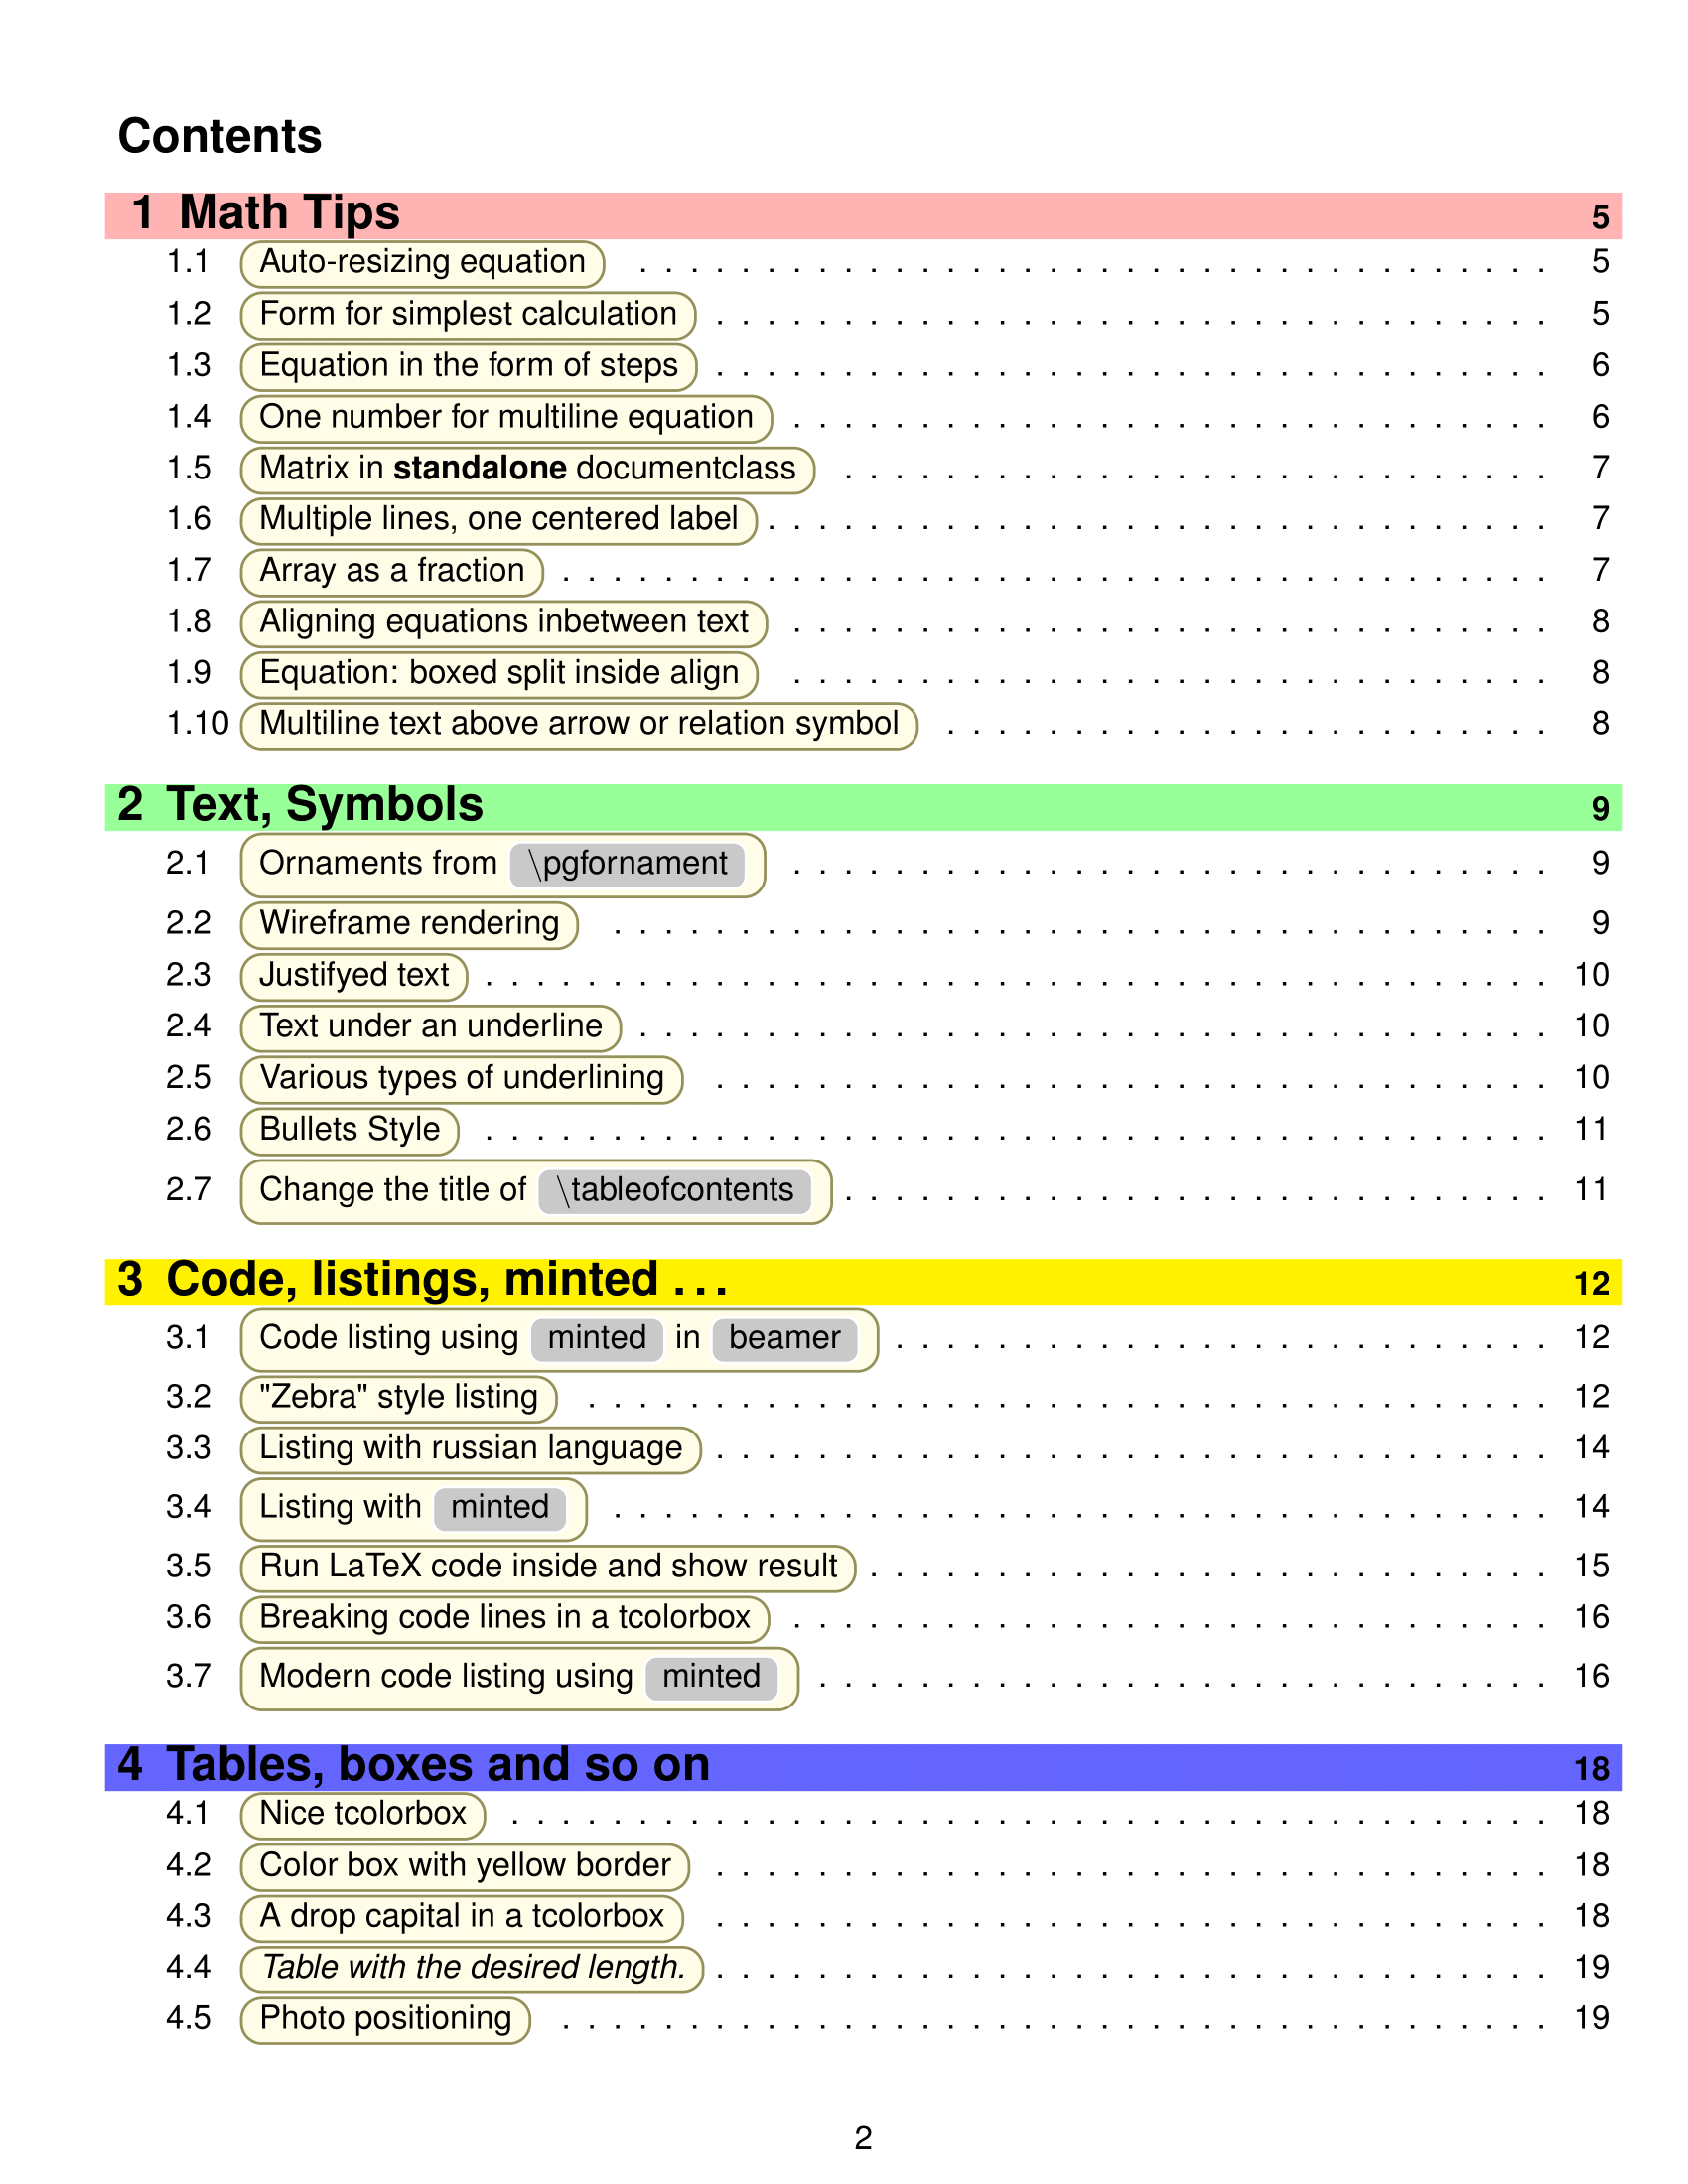 Contents
1 Math Tips 5
1.1 Auto-resizing equation . . . . . . . . . . . . . . . . . . . . . . . . . . . . . . . . . . . . 5
1.2 Form for simplest calculation . . . . . . . . . . . . . . . . . . . . . . . . . . . . . . . . . 5
1.3 Equation in the form of steps . . . . . . . . . . . . . . . . . . . . . . . . . . . . . . . . . 6
1.4 One number for multiline equation . . . . . . . . . . . . . . . . . . . . . . . . . . . . . . 6
1.5 Matrix in standalone documentclass . . . . . . . . . . . . . . . . . . . . . . . . . . . . 7
1.6 Multiple lines, one centered label . . . . . . . . . . . . . . . . . . . . . . . . . . . . . . . 7
1.7 Array as a fraction . . . . . . . . . . . . . . . . . . . . . . . . . . . . . . . . . . . . . . . 7
1.8 Aligning equations inbetween text . . . . . . . . . . . . . . . . . . . . . . . . . . . . . . 8
1.9 Equation: boxed split inside align . . . . . . . . . . . . . . . . . . . . . . . . . . . . . . 8
1.10 Multiline text above arrow or relation symbol . . . . . . . . . . . . . . . . . . . . . . . . 8
2 Text, Symbols 9
2.1 Ornaments from \pgfornament . . . . . . . . . . . . . . . . . . . . . . . . . . . . . . 9
2.2 Wireframe rendering . . . . . . . . . . . . . . . . . . . . . . . . . . . . . . . . . . . . . 9
2.3 Justifyed text . . . . . . . . . . . . . . . . . . . . . . . . . . . . . . . . . . . . . . . . . . 10
2.4 Text under an underline . . . . . . . . . . . . . . . . . . . . . . . . . . . . . . . . . . . . 10
2.5 Various types of underlining . . . . . . . . . . . . . . . . . . . . . . . . . . . . . . . . . 10
2.6 Bullets Style . . . . . . . . . . . . . . . . . . . . . . . . . . . . . . . . . . . . . . . . . . 11
2.7 Change the title of \tableofcontents . . . . . . . . . . . . . . . . . . . . . . . . . . . . 11
3 Code, listings, minted . . . 12
3.1 Code listing using minted in beamer . . . . . . . . . . . . . . . . . . . . . . . . . . 12
3.2 "Zebra" style listing . . . . . . . . . . . . . . . . . . . . . . . . . . . . . . . . . . . . . . 12
3.3 Listing with russian language . . . . . . . . . . . . . . . . . . . . . . . . . . . . . . . . . 14
3.4 Listing with minted . . . . . . . . . . . . . . . . . . . . . . . . . . . . . . . . . . . . . 14
3.5 Run LaTeX code inside and show result . . . . . . . . . . . . . . . . . . . . . . . . . . . 15
3.6 Breaking code lines in a tcolorbox . . . . . . . . . . . . . . . . . . . . . . . . . . . . . . 16
3.7 Modern code listing using minted . . . . . . . . . . . . . . . . . . . . . . . . . . . . . 16
4 Tables, boxes and so on 18
4.1 Nice tcolorbox . . . . . . . . . . . . . . . . . . . . . . . . . . . . . . . . . . . . . . . . . 18
4.2 Color box with yellow border . . . . . . . . . . . . . . . . . . . . . . . . . . . . . . . . . 18
4.3 A drop capital in a tcolorbox . . . . . . . . . . . . . . . . . . . . . . . . . . . . . . . . . 18
4.4 Table with the desired length. . . . . . . . . . . . . . . . . . . . . . . . . . . . . . . . . . 19
4.5 Photo positioning . . . . . . . . . . . . . . . . . . . . . . . . . . . . . . . . . . . . . . . 19
2